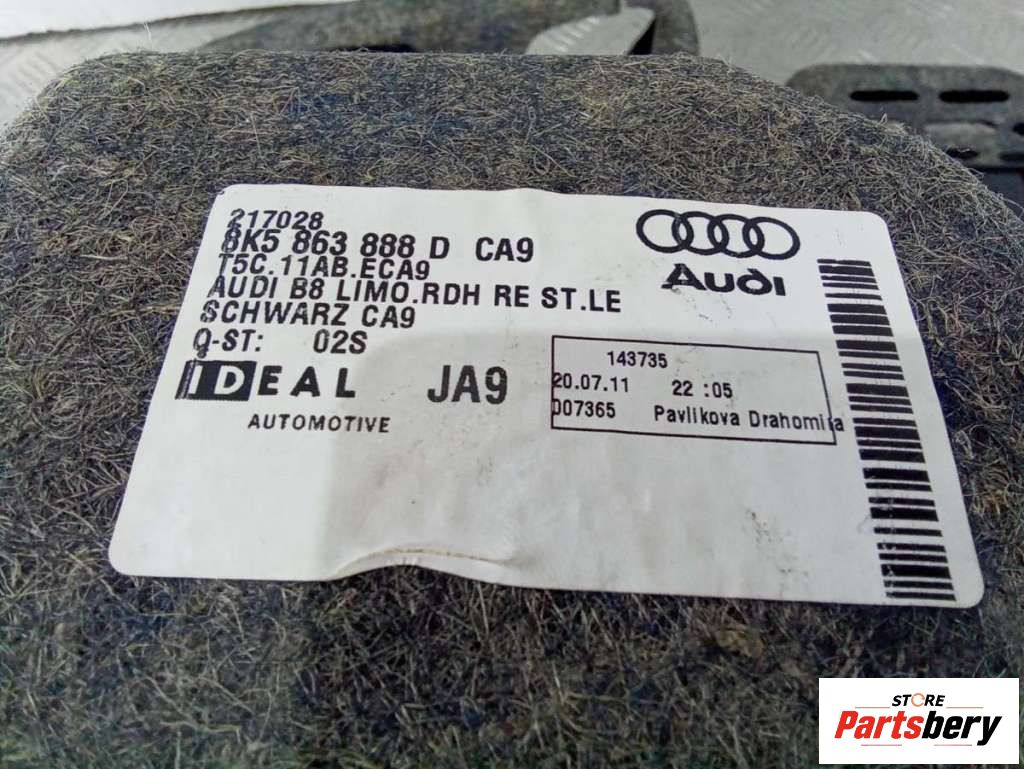 217028
8K5 863 888 D CA9
T5C.11AB.ECA9
AUDI B8 LIMO.RDH RE ST.LE
SCHWARZ CA9
Q-ST: 02S
IDEAL JA9
AUTOMOTIVE
Audi
143735
20.07.11 22 :05
007365 Pavlikova Drahomira
STORE
Partsbery